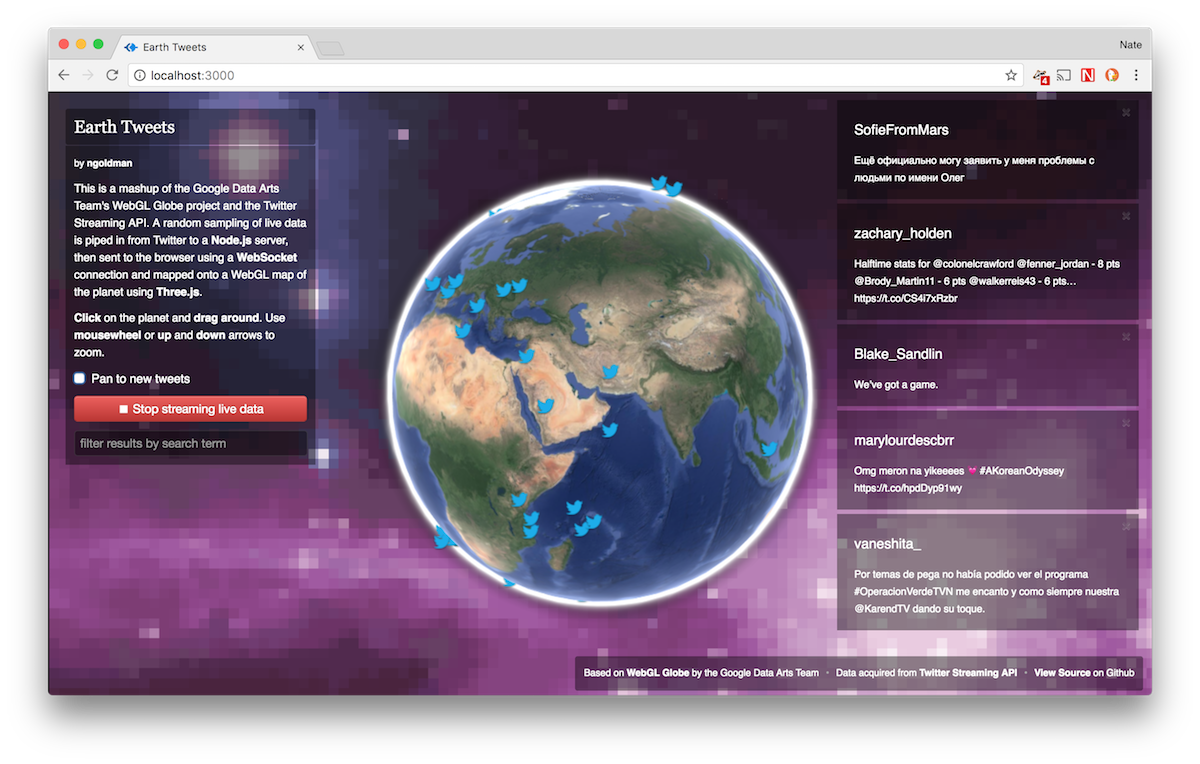 Earth Tweets
Nate
localhost:3000
4
N
Earth Tweets
by ngoldman
This is a mashup of the Google Data Arts
Team's WebGL Globe project and the Twitter
Streaming API. A random sampling of live data
is piped in from Twitter to a Node.js server,
then sent to the browser using a WebSocket
connection and mapped onto a WebGL map of
the planet using Three.js.
Click on the planet and drag around. Use
mousewheel or up and down arrows to
zoom.
Pan to new tweets
Stop streaming live data
filter results by search term
SofieFromMars
Ещё официально могу заявить у меня проблемы с
людьми по имени Олег
zachary_holden
Halftime stats for @colonelcrawford @fenner_jordan - 8 pts
@Brody_Martin11 - 6 pts @walkerreis43 - 6 pts…
https://t.co/CS4i7xRzbr
Blake_Sandlin
We've got a game.
marylourdescbrr
Omg meron na yikeeees 💗 #AKoreanOdyssey
https://t.co/hpdDyp91wy
vaneshita_
Por temas de pega no había podido ver el programa
#OperacionVerdeTVN me encanto y como siempre nuestra
@KarendTV dando su toque.
Based on WebGL Globe by the Google Data Arts Team • Data acquired from Twitter Streaming API • View Source on Github